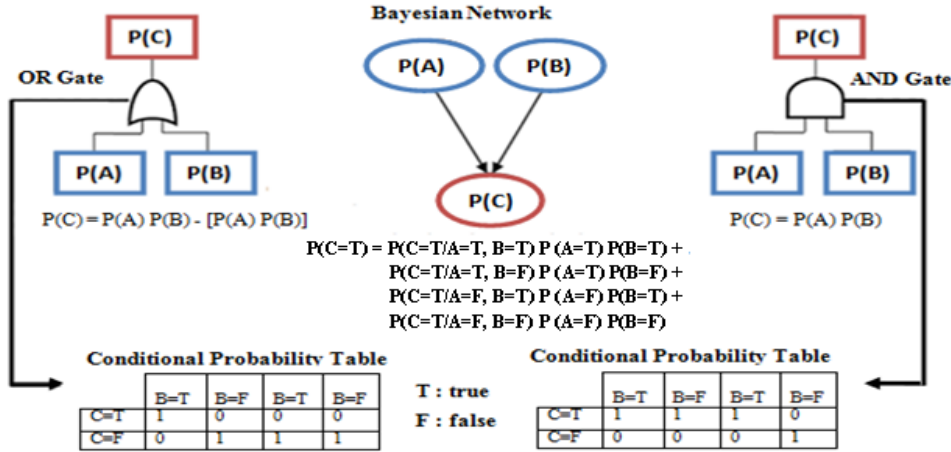 Bayesian Network
P(C)
OR Gate
P(A)
P(B)
P(C) = P(A) P(B) - [P(A) P(B)]
P(A)
P(B)
P(C)
P(C)
AND Gate
P(A)
P(B)
P(C) = P(A) P(B)
P(C=T) = P(C=T/A=T, B=T) P (A=T) P(B=T) +
P(C=T/A=T, B=F) P (A=T) P(B=F) +
P(C=T/A=F, B=T) P (A=F) P(B=T) +
P(C=T/A=F, B=F) P (A=F) P(B=F)
Conditional Probability Table
B=T B=F B=T B=F
C=T 1 0 0 0
C=F 0 1 1 1
T : true
F : false
Conditional Probability Table
B=T B=F B=T B=F
C=T 1 1 1 0
C=F 0 0 0 1